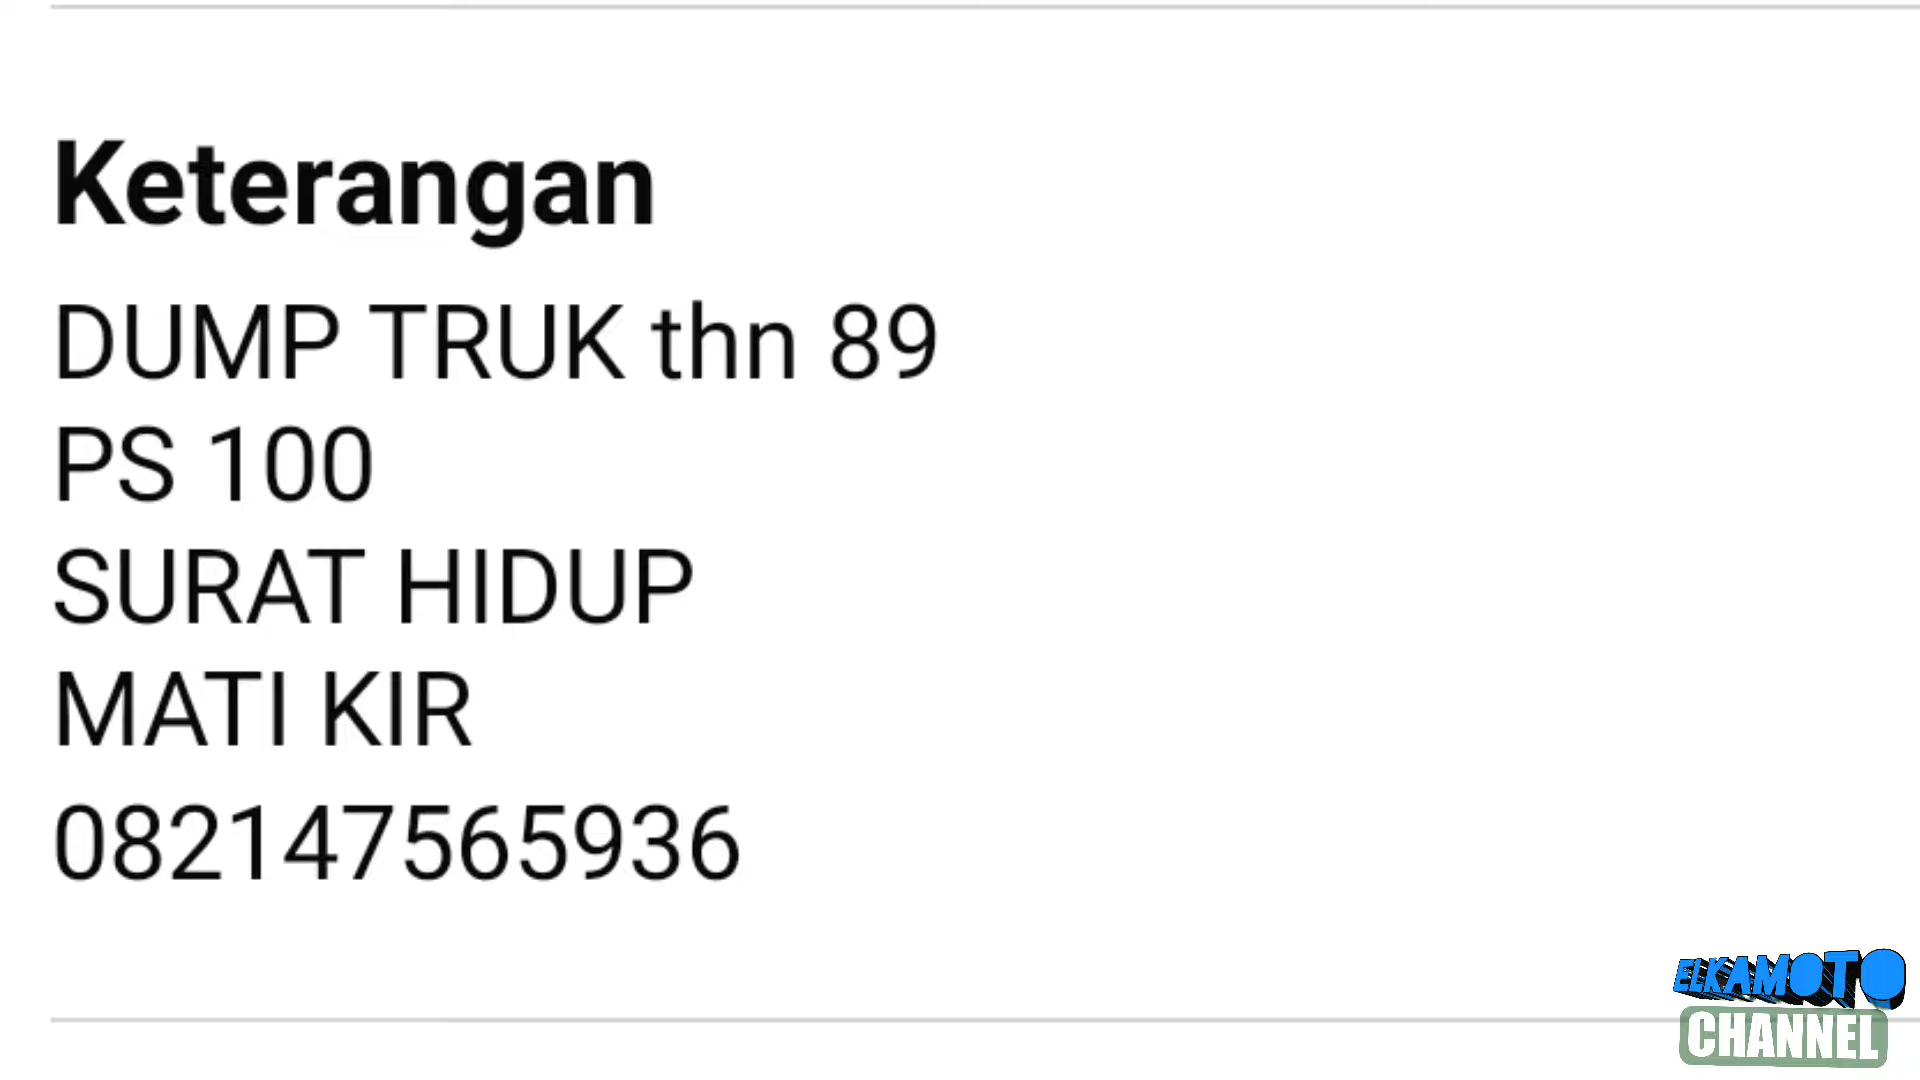 Keterangan
DUMP TRUK thn 89
PS 100
SURAT HIDUP
MATI KIR
082147565936
ELKAMOTO
CHANNEL